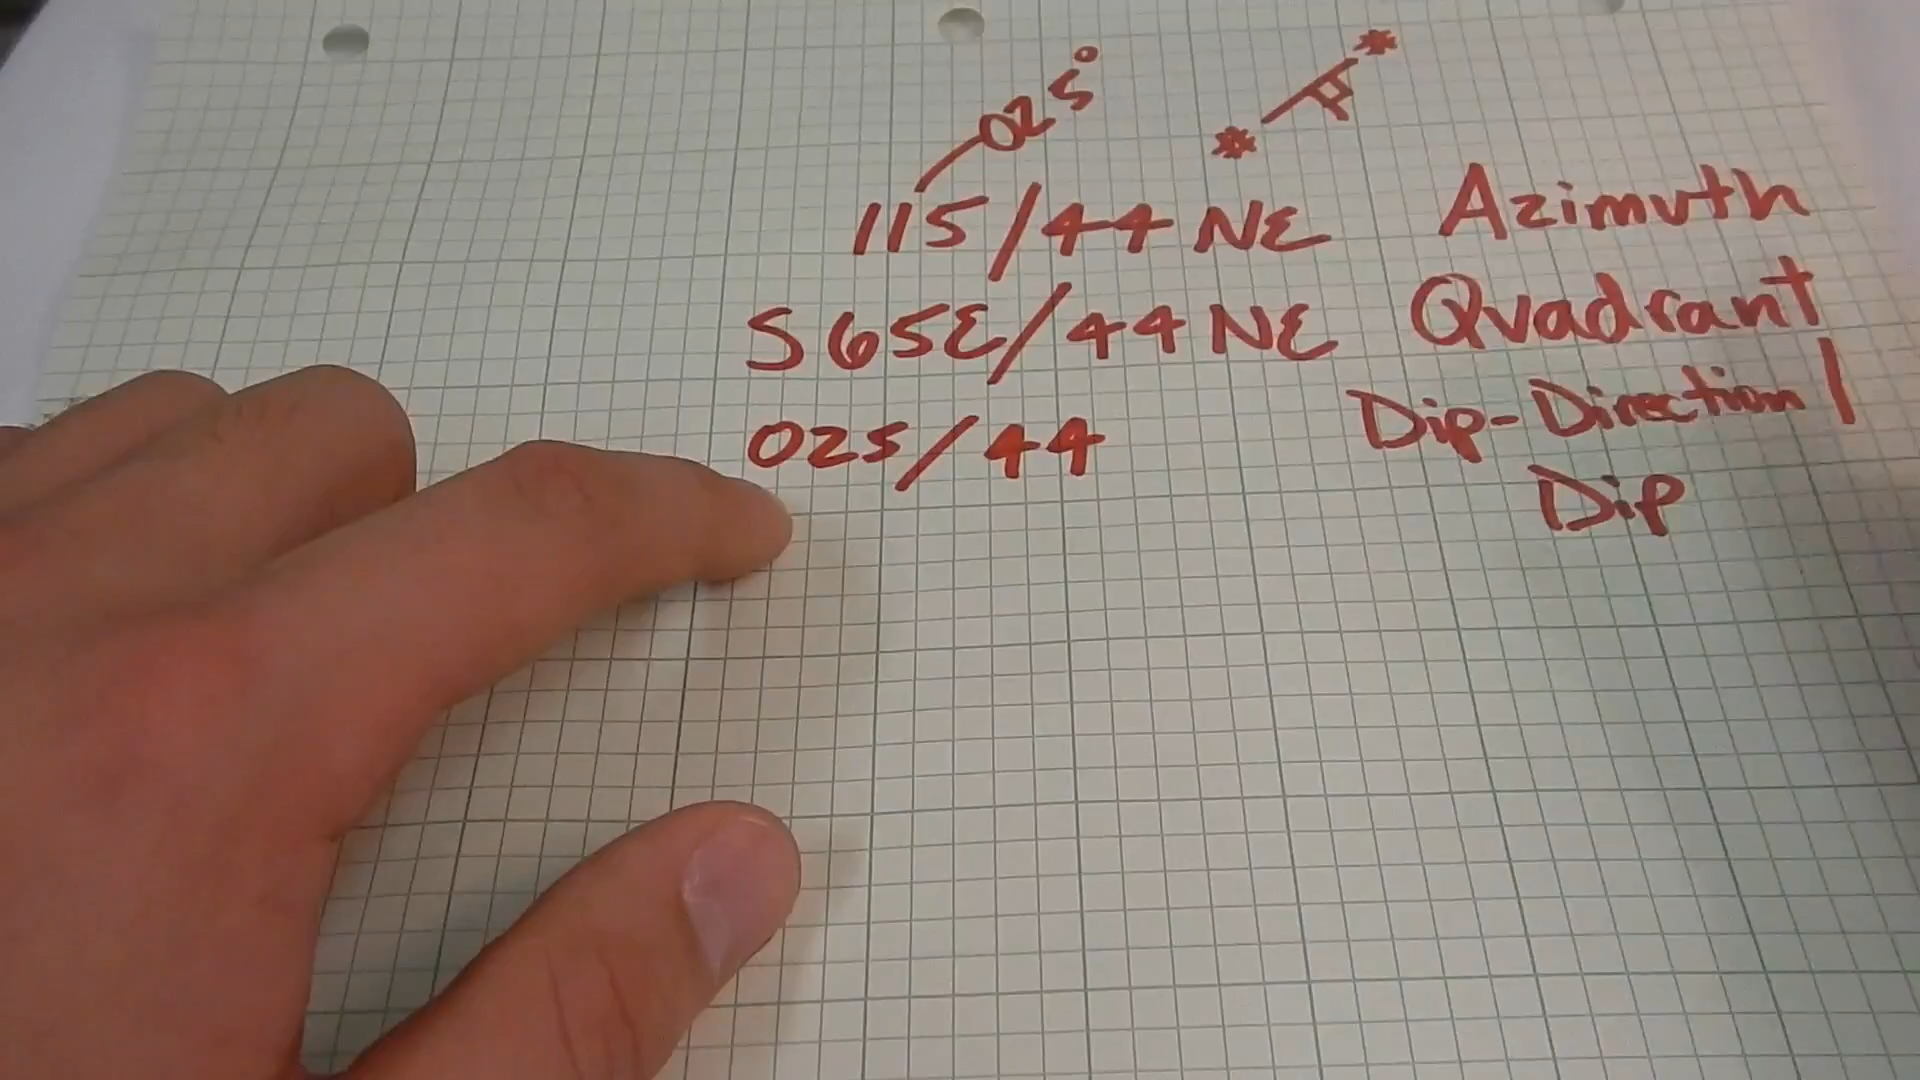 025°
115/44 NE Azimuth
S65E/44 NE Quadrant
025/44 Dip-Direction/
Dip